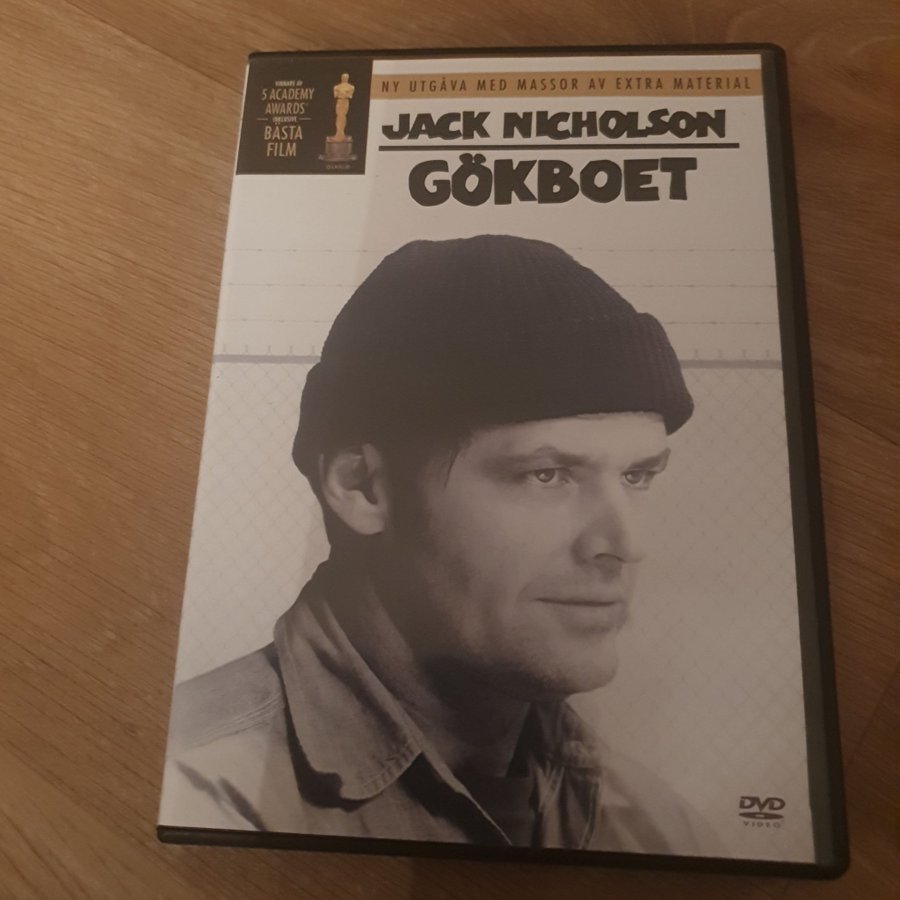 VINNARE AV
5 ACADEMY
AWARDS®
INKLUSIVE
BÄSTA
FILM
NY UTGÅVA MED MASSOR AV EXTRA MATERIAL
JACK NICHOLSON
GÖKBOET
DVD
VIDEO